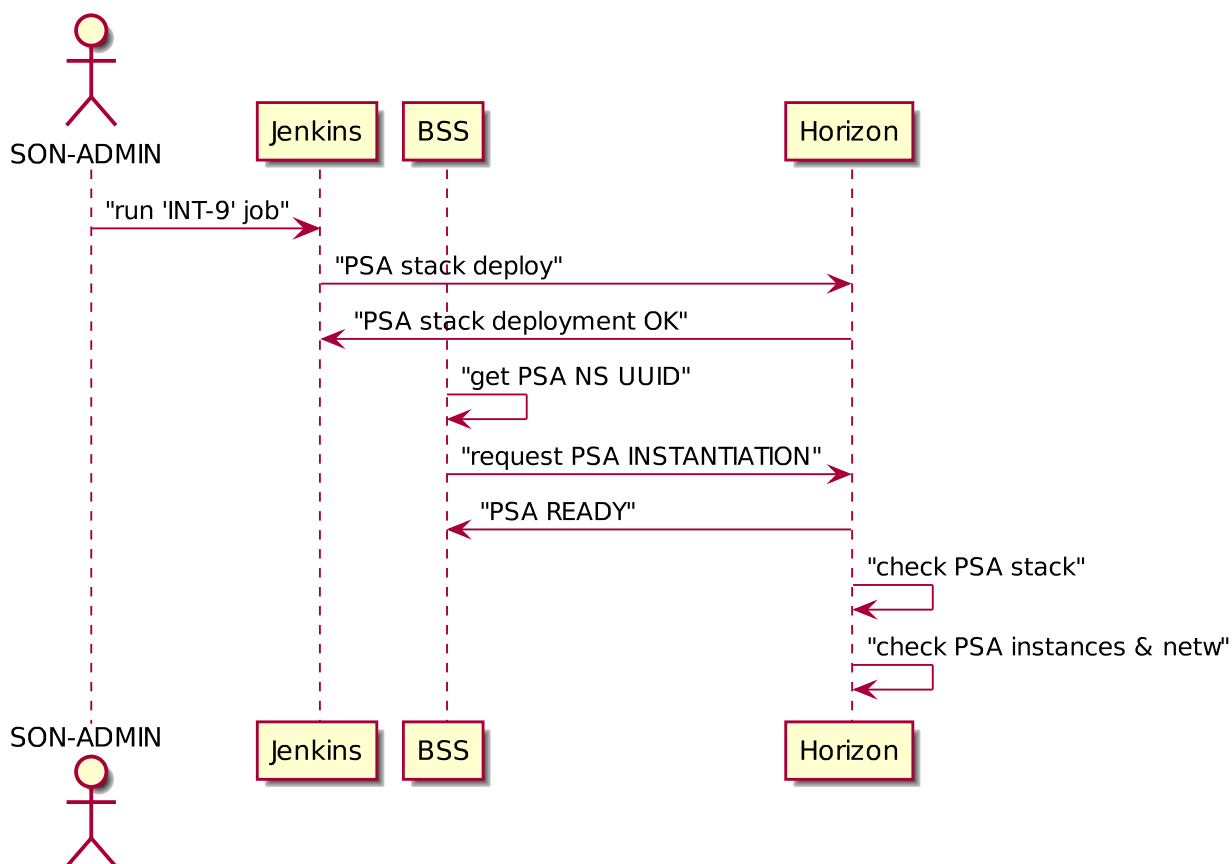 SON-ADMIN
Jenkins
BSS
Horizon
"run 'INT-9' job"
"PSA stack deploy"
"PSA stack deployment OK"
"get PSA NS UUID"
"request PSA INSTANTIATION"
"PSA READY"
"check PSA stack"
"check PSA instances & netw"
SON-ADMIN
Jenkins
BSS
Horizon